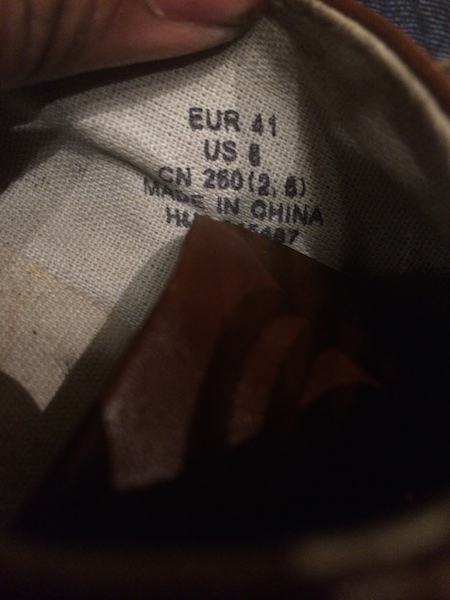 EUR 41
US 8
CN 260(2, 5)
MADE IN CHINA